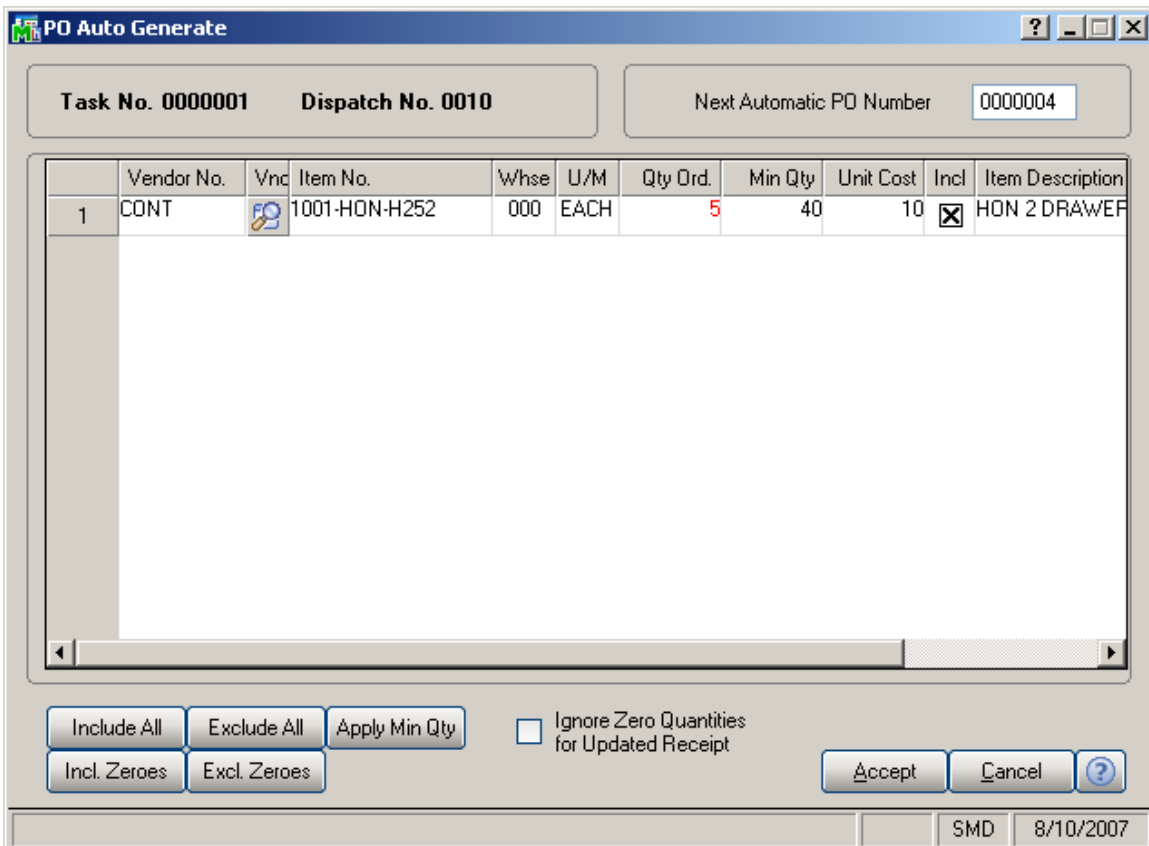 PO Auto Generate
Task No. 0000001 Dispatch No. 0010
Next Automatic PO Number 0000004
Vendor No. Vnd Item No. Whse U/M Qty Ord. Min Qty Unit Cost Incl Item Description
1 CONT 1001-HON-H252 000 EACH 5 40 10 HON 2 DRAWER
Include All Exclude All Apply Min Qty
Ignore Zero Quantities
for Updated Receipt
Incl. Zeroes Excl. Zeroes
Accept Cancel
SMD 8/10/2007